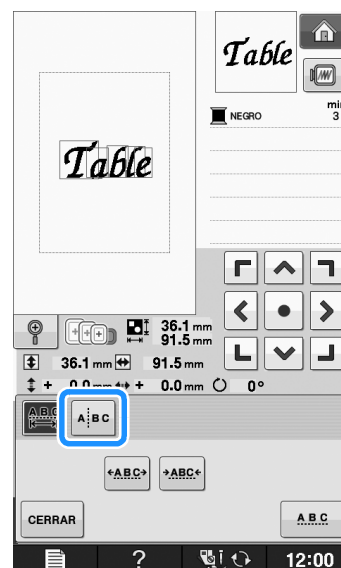 Table
Table
NEGRO
min
3
36.1 mm
91.5 mm
36.1 mm 91.5 mm
+ 0.0 mm + 0.0 mm 0°
ABC
A BC
ABC ABC
CERRAR
ABC
? 12:00